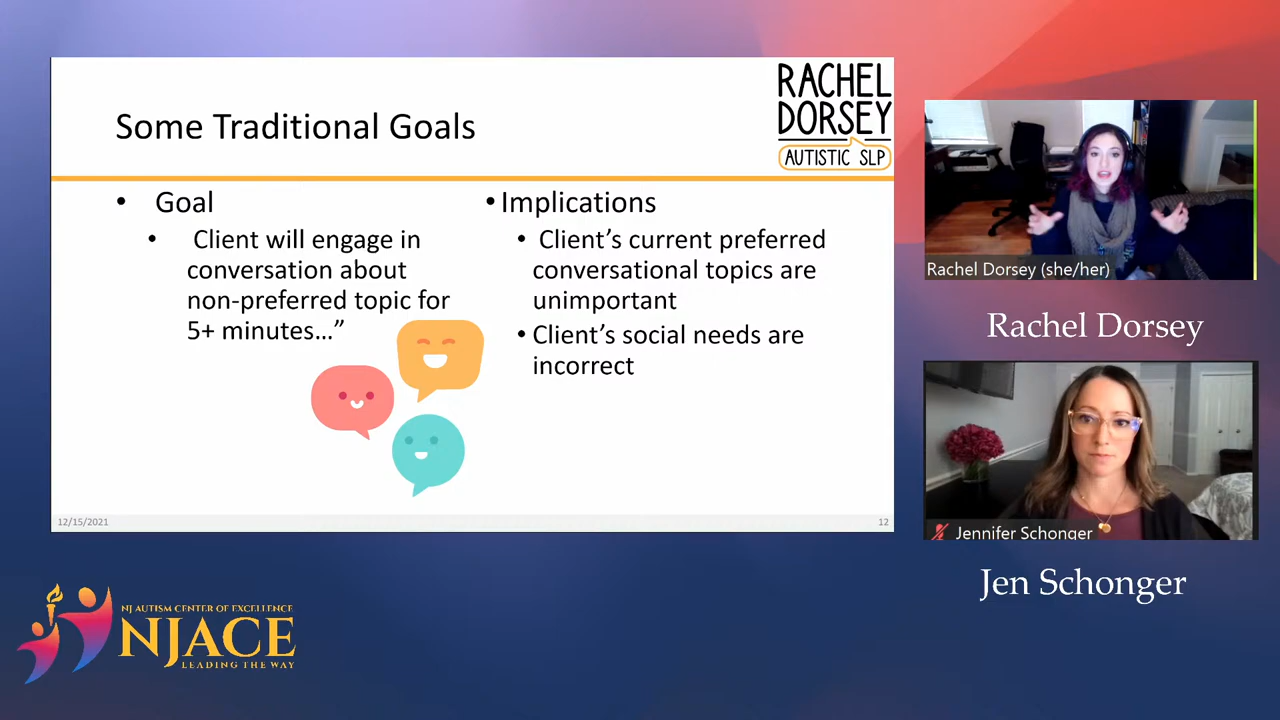 Some Traditional Goals
RACHEL
DORSEY
AUTISTIC SLP
• Goal
• Client will engage in
conversation about
non-preferred topic for
5+ minutes…”
• Implications
• Client’s current preferred
conversational topics are
unimportant
• Client’s social needs are
incorrect
12/15/2021
12
Rachel Dorsey (she/her)
Rachel Dorsey
Jennifer Schonger
Jen Schonger
NJ AUTISM CENTER OF EXCELLENCE
NJACE
LEADING THE WAY